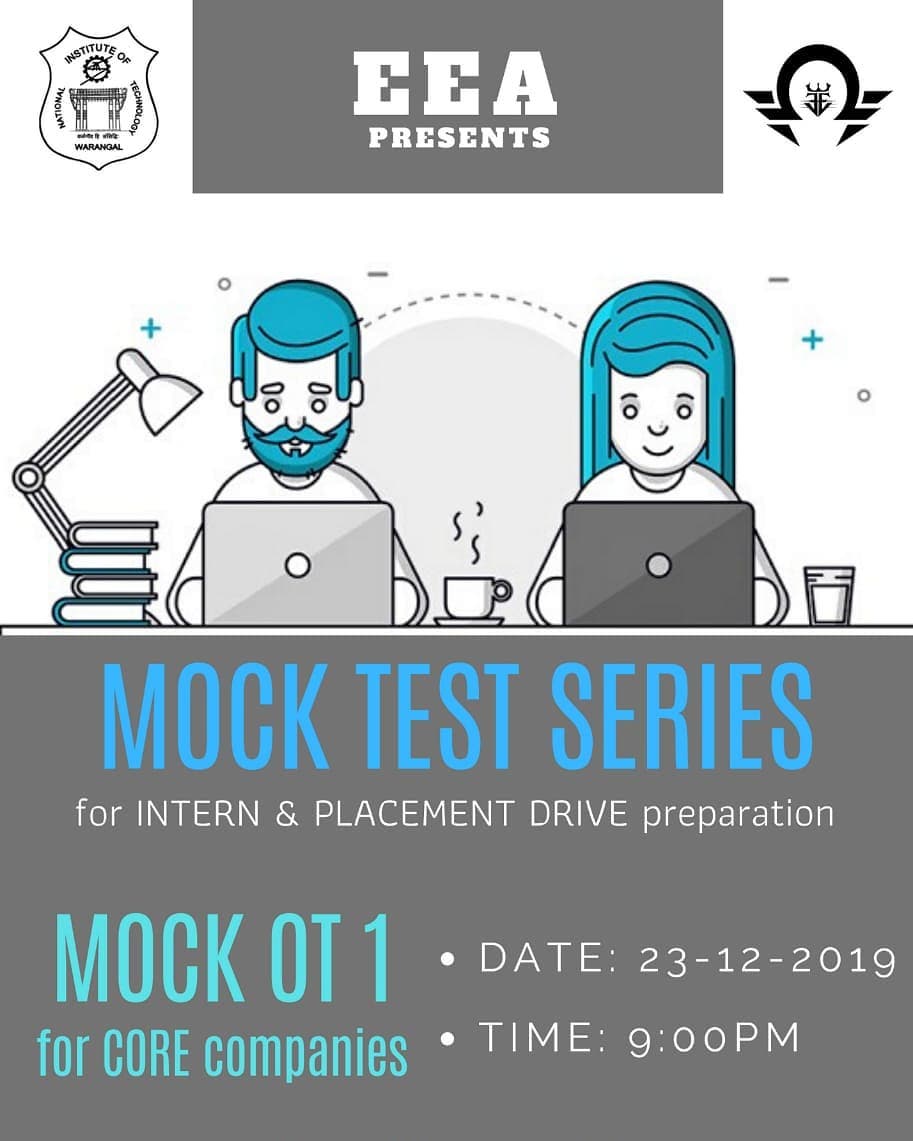 INSTITUTE OF
NATIONAL
TECHNOLOGY
WARANGAL
EEA
PRESENTS
MOCK TEST SERIES
for INTERN & PLACEMENT DRIVE preparation
MOCK OT 1
for CORE companies
• DATE: 23-12-2019
• TIME: 9:00PM